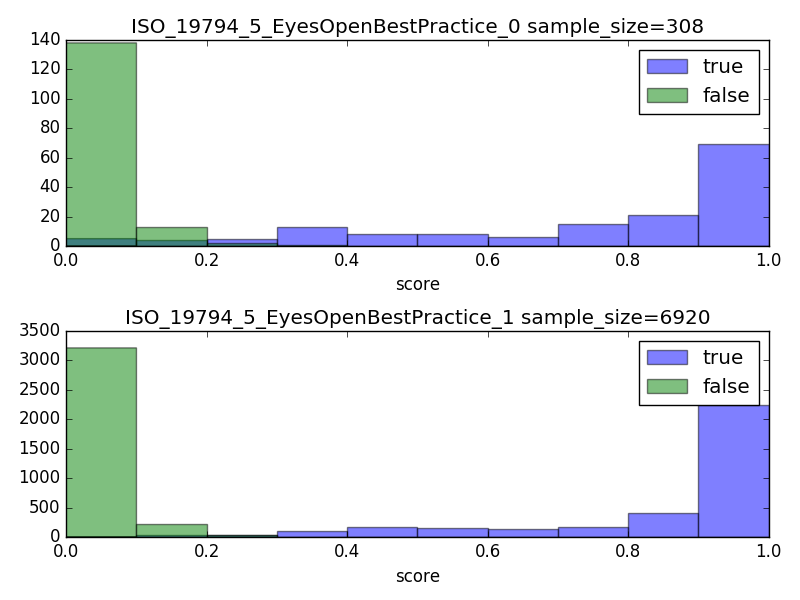 ISO_19794_5_EyesOpenBestPractice_0 sample_size=308
140
120
100
80
60
40
20
0
true
false
0.0 0.2 0.4 0.6 0.8 1.0
score
ISO_19794_5_EyesOpenBestPractice_1 sample_size=6920
3500
3000
2500
2000
1500
1000
500
0
true
false
0.0 0.2 0.4 0.6 0.8 1.0
score